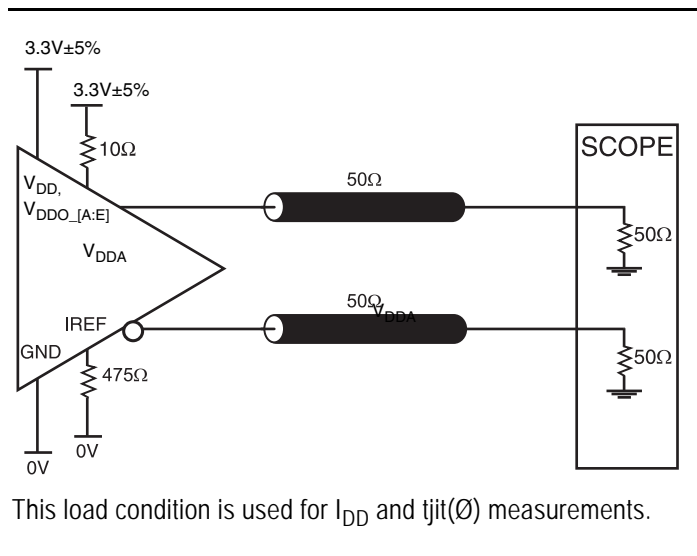 3.3V±5%
3.3V±5%
10Ω
SCOPE
V_DD,
V_DDO_[A:E]
V_DDA
50Ω
50Ω
IREF
50Ω
V_DDA
50Ω
GND
475Ω
0V
0V
This load condition is used for I_DD and tjit(Ø) measurements.